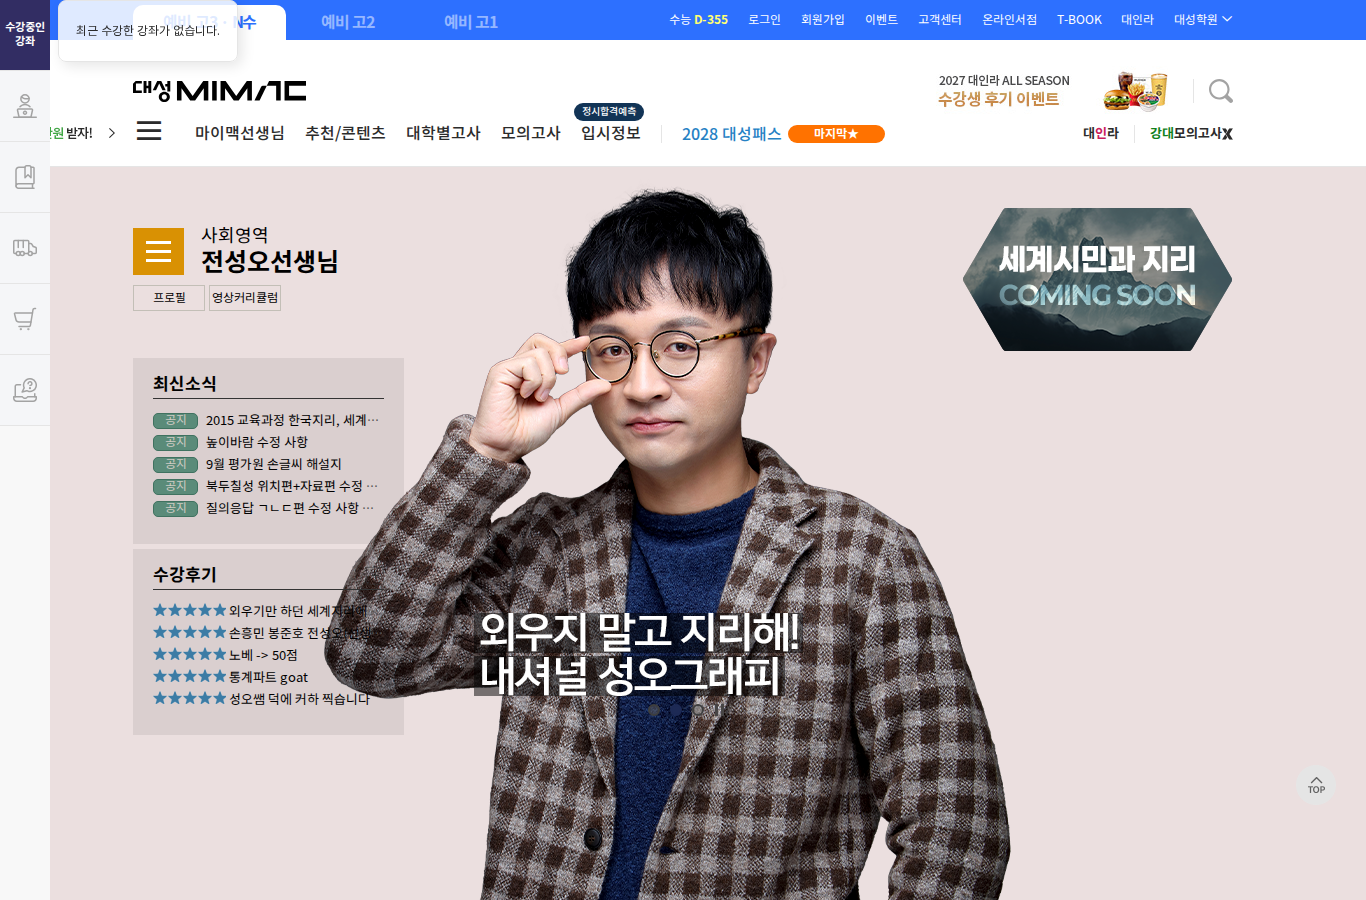 수강중인
강좌
최근 수강한 강좌가 없습니다.
예비 고3 · N수
예비 고2
예비 고1
수능 D-355
로그인
회원가입
이벤트
고객센터
온라인서점
T-BOOK
대인라
대성학원
대성MIMAC
2027 대인라 ALL SEASON
수강생 후기 이벤트
받자!
정시합격예측
마이맥선생님
추천/콘텐츠
대학별고사
모의고사
입시정보
2028 대성패스
마지막★
대인라
강대모의고사X
사회영역
전성오선생님
프로필
영상커리큘럼
세계시민과 지리
COMING SOON
최신소식
공지 2015 교육과정 한국지리, 세계…
공지 높이바람 수정 사항
공지 9월 평가원 손글씨 해설지
공지 북두칠성 위치편+자료편 수정 …
공지 질의응답 ㄱㄴㄷ편 수정 사항 …
수강후기
★★★★★ 외우기만 하던 세계지리에
★★★★★ 손흥민 봉준호 전성오
★★★★★ 노베 -> 50점
★★★★★ 통계파트 goat
★★★★★ 성오쌤 덕에 커하 찍습니다
외우지 말고 지리해!
내셔널 성오그래피
TOP